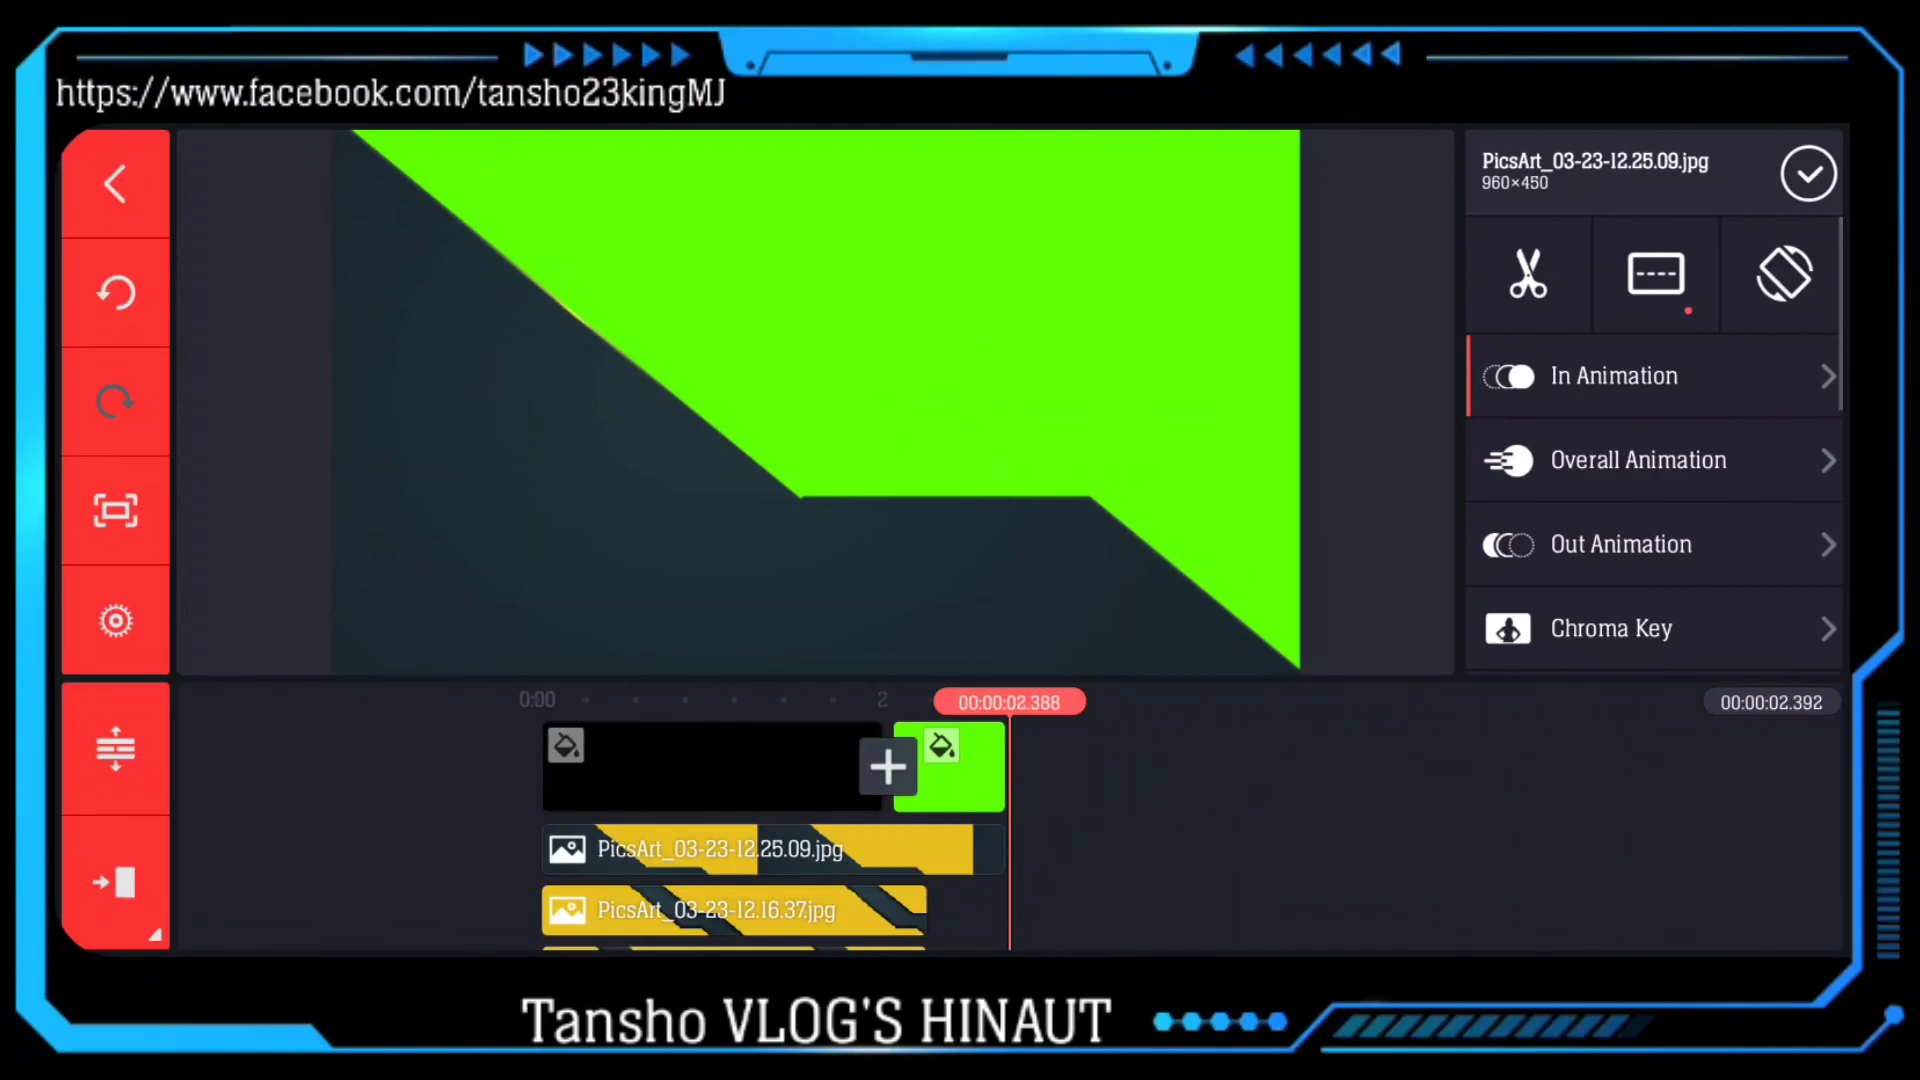 https://www.facebook.com/tansho23kingMJ
PicsArt_03-23-12.25.09.jpg
960×450
In Animation
Overall Animation
Out Animation
Chroma Key
0:00
2
00:00:02.388
00:00:02.392
PicsArt_03-23-12.25.09.jpg
PicsArt_03-23-12.16.37.jpg
Tansho VLOG'S HINAUT